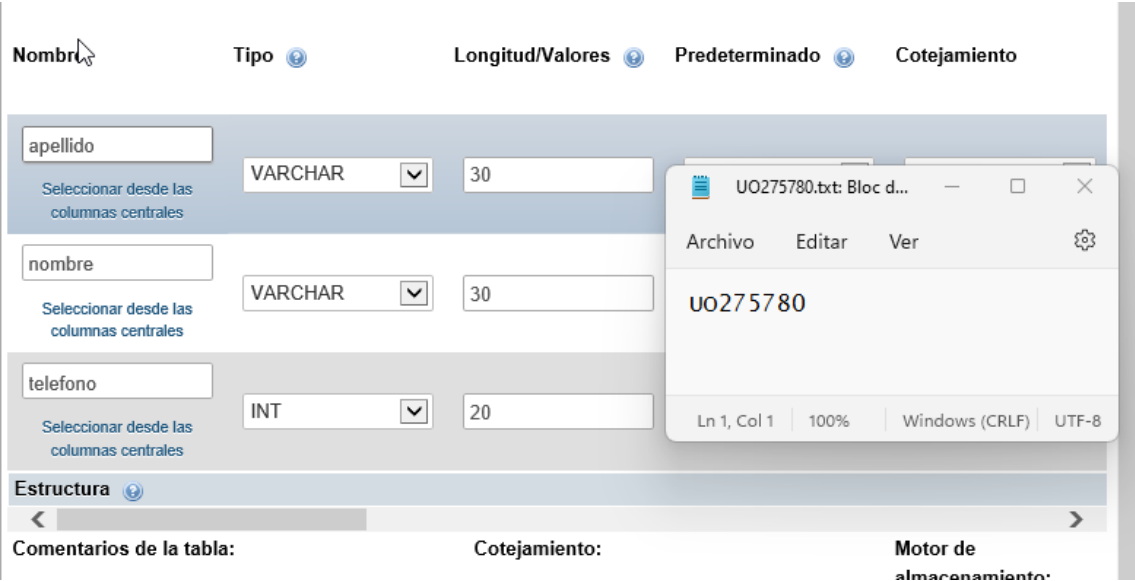 Nombre
Tipo
Longitud/Valores
Predeterminado
Cotejamiento
apellido
Seleccionar desde las
columnas centrales
VARCHAR
30
nombre
Seleccionar desde las
columnas centrales
VARCHAR
30
telefono
Seleccionar desde las
columnas centrales
INT
20
UO275780.txt: Bloc d...
Archivo Editar Ver
UO275780
Ln 1, Col 1 100% Windows (CRLF) UTF-8
Estructura
Comentarios de la tabla:
Cotejamiento:
Motor de
almacenamiento: